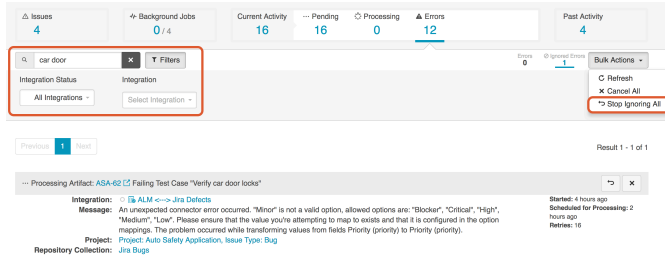 Issues
4
Background Jobs
0 / 4
Current Activity
16
Pending
16
Processing
0
Errors
12
Past Activity
4
car door
Filters
Errors
0
Ignored Errors
1
Bulk Actions
Integration Status
Integration
All Integrations
Select Integration
Refresh
Cancel All
Stop Ignoring All
Previous 1 Next
Result 1 - 1 of 1
Processing Artifact: ASA-62 Failing Test Case "Verify car door locks"
Integration: ALM <---> Jira Defects
Message: An unexpected connector error occurred. "Minor" is not a valid option, allowed options are: "Blocker", "Critical", "High",
"Medium", "Low". Please ensure that the value you're attempting to map to exists and that it is configured in the option
mappings. The problem occurred while transforming values from fields Priority (priority) to Priority (priority).
Project: Project: Auto Safety Application, Issue Type: Bug
Repository Collection: Jira Bugs
Started: 4 hours ago
Scheduled for Processing: 2
hours ago
Retries: 16